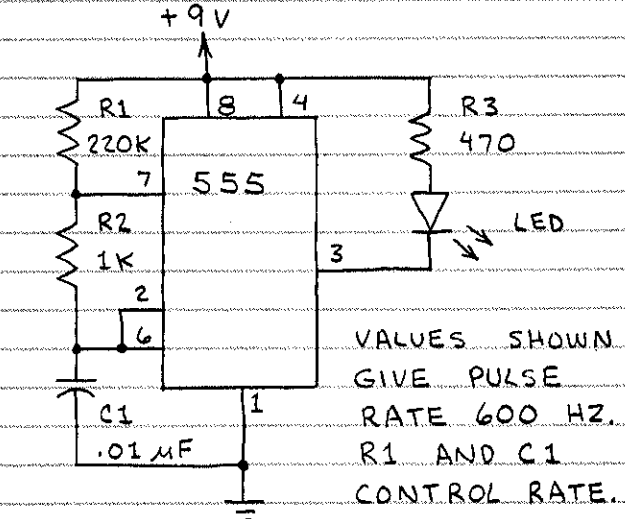 +9V
R1
220K
8
4
R3
470
7
555
R2
1K
LED
3
2
6
VALUES SHOWN
GIVE PULSE
C1
1
RATE 600 HZ.
.01 µF
R1 AND C1
CONTROL RATE.